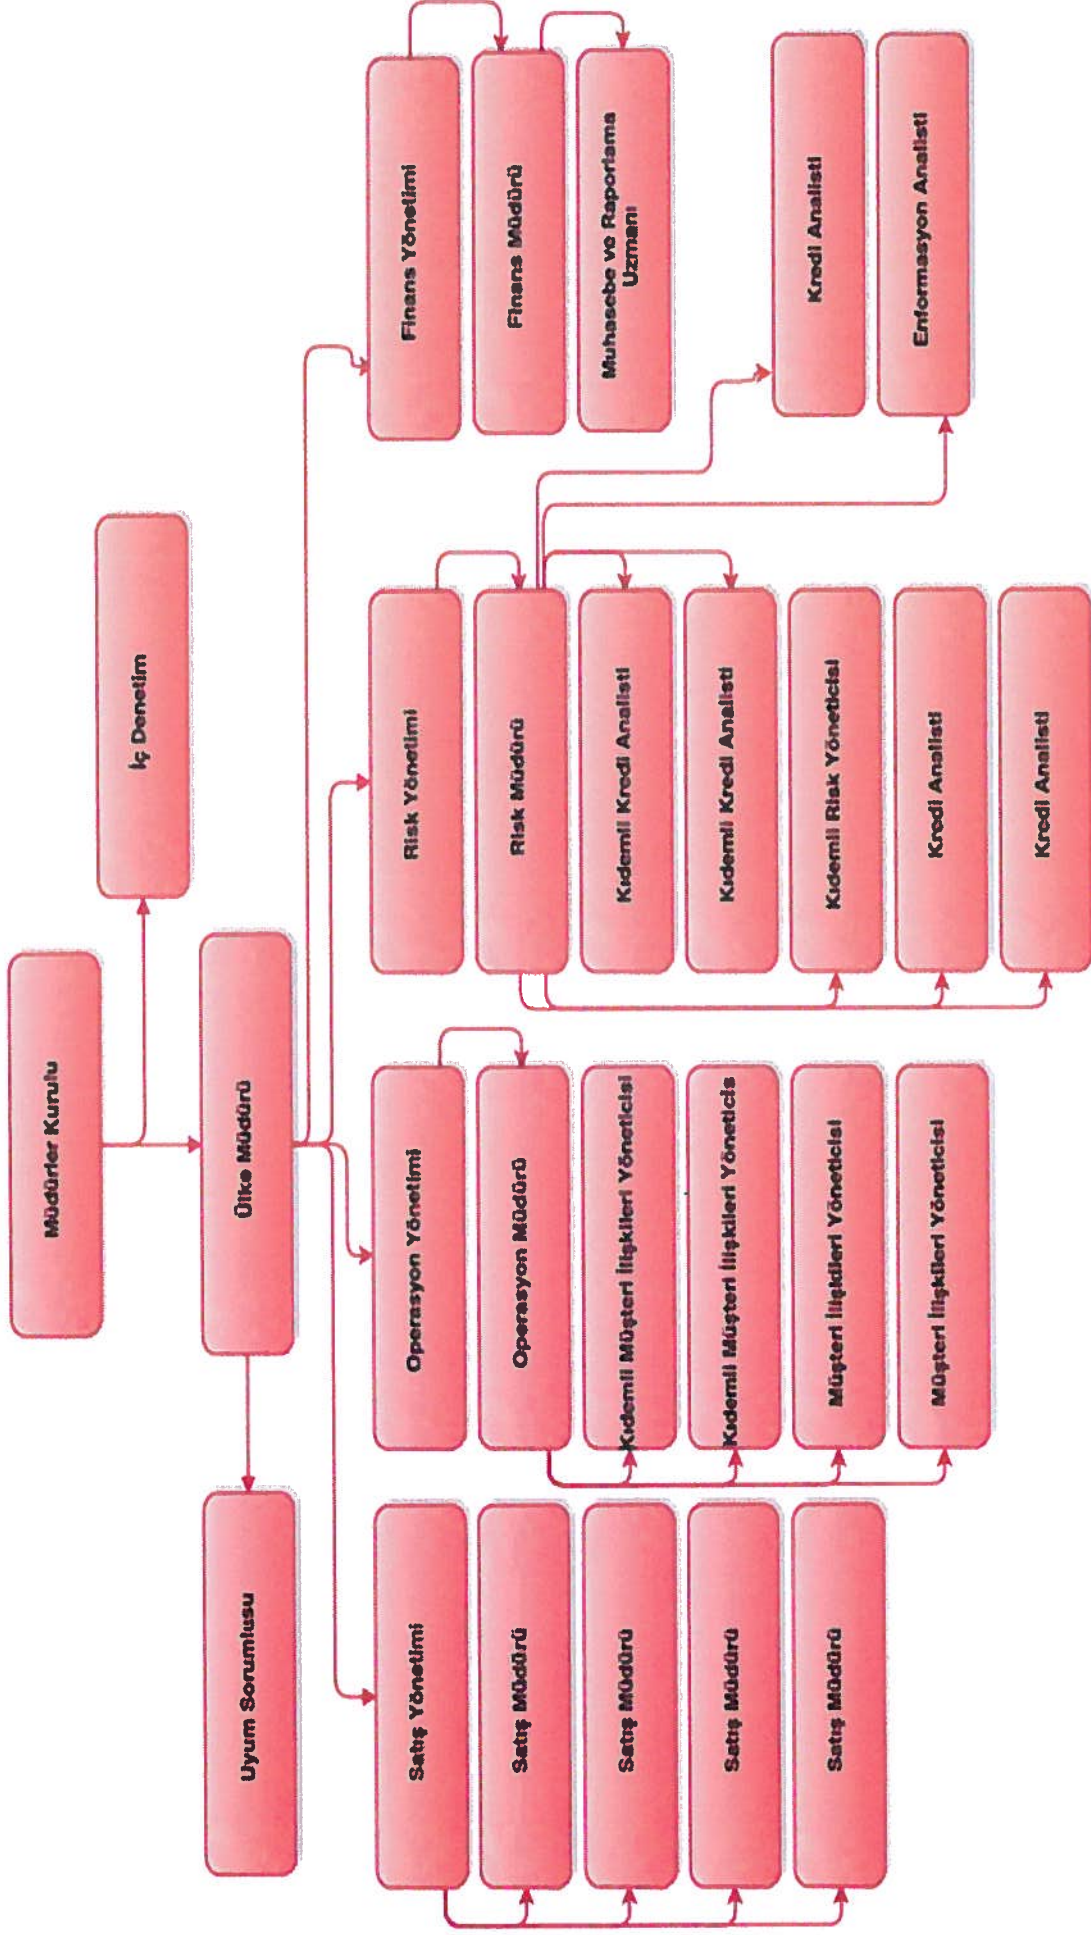 Müdürler Kurulu
İç Denetim
Uyum Sorumlusu
Ülke Müdürü
Satış Yönetimi
Satış Müdürü
Satış Müdürü
Satış Müdürü
Satış Müdürü
Operasyon Yönetimi
Operasyon Müdürü
Kıdemli Müşteri İlişkileri Yöneticisi
Kıdemli Müşteri İlişkileri Yöneticis
Müşteri İlişkileri Yöneticisi
Müşteri İlişkileri Yöneticisi
Risk Yönetimi
Risk Müdürü
Kıdemli Kredi Analisti
Kıdemli Kredi Analisti
Kıdemli Risk Yöneticisi
Kredi Analisti
Kredi Analisti
Finans Yönetimi
Finans Müdürü
Muhasebe ve Raporlama
Uzmanı
Kredi Analisti
Enformasyon Analisti